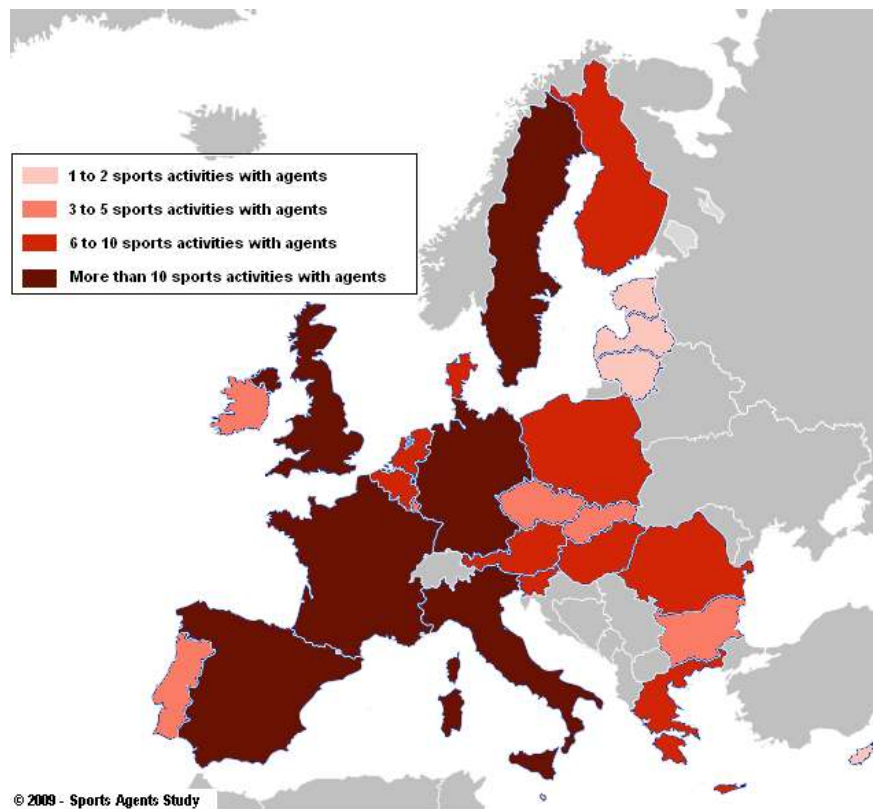 1 to 2 sports activities with agents
3 to 5 sports activities with agents
6 to 10 sports activities with agents
More than 10 sports activities with agents
© 2009 - Sports Agents Study